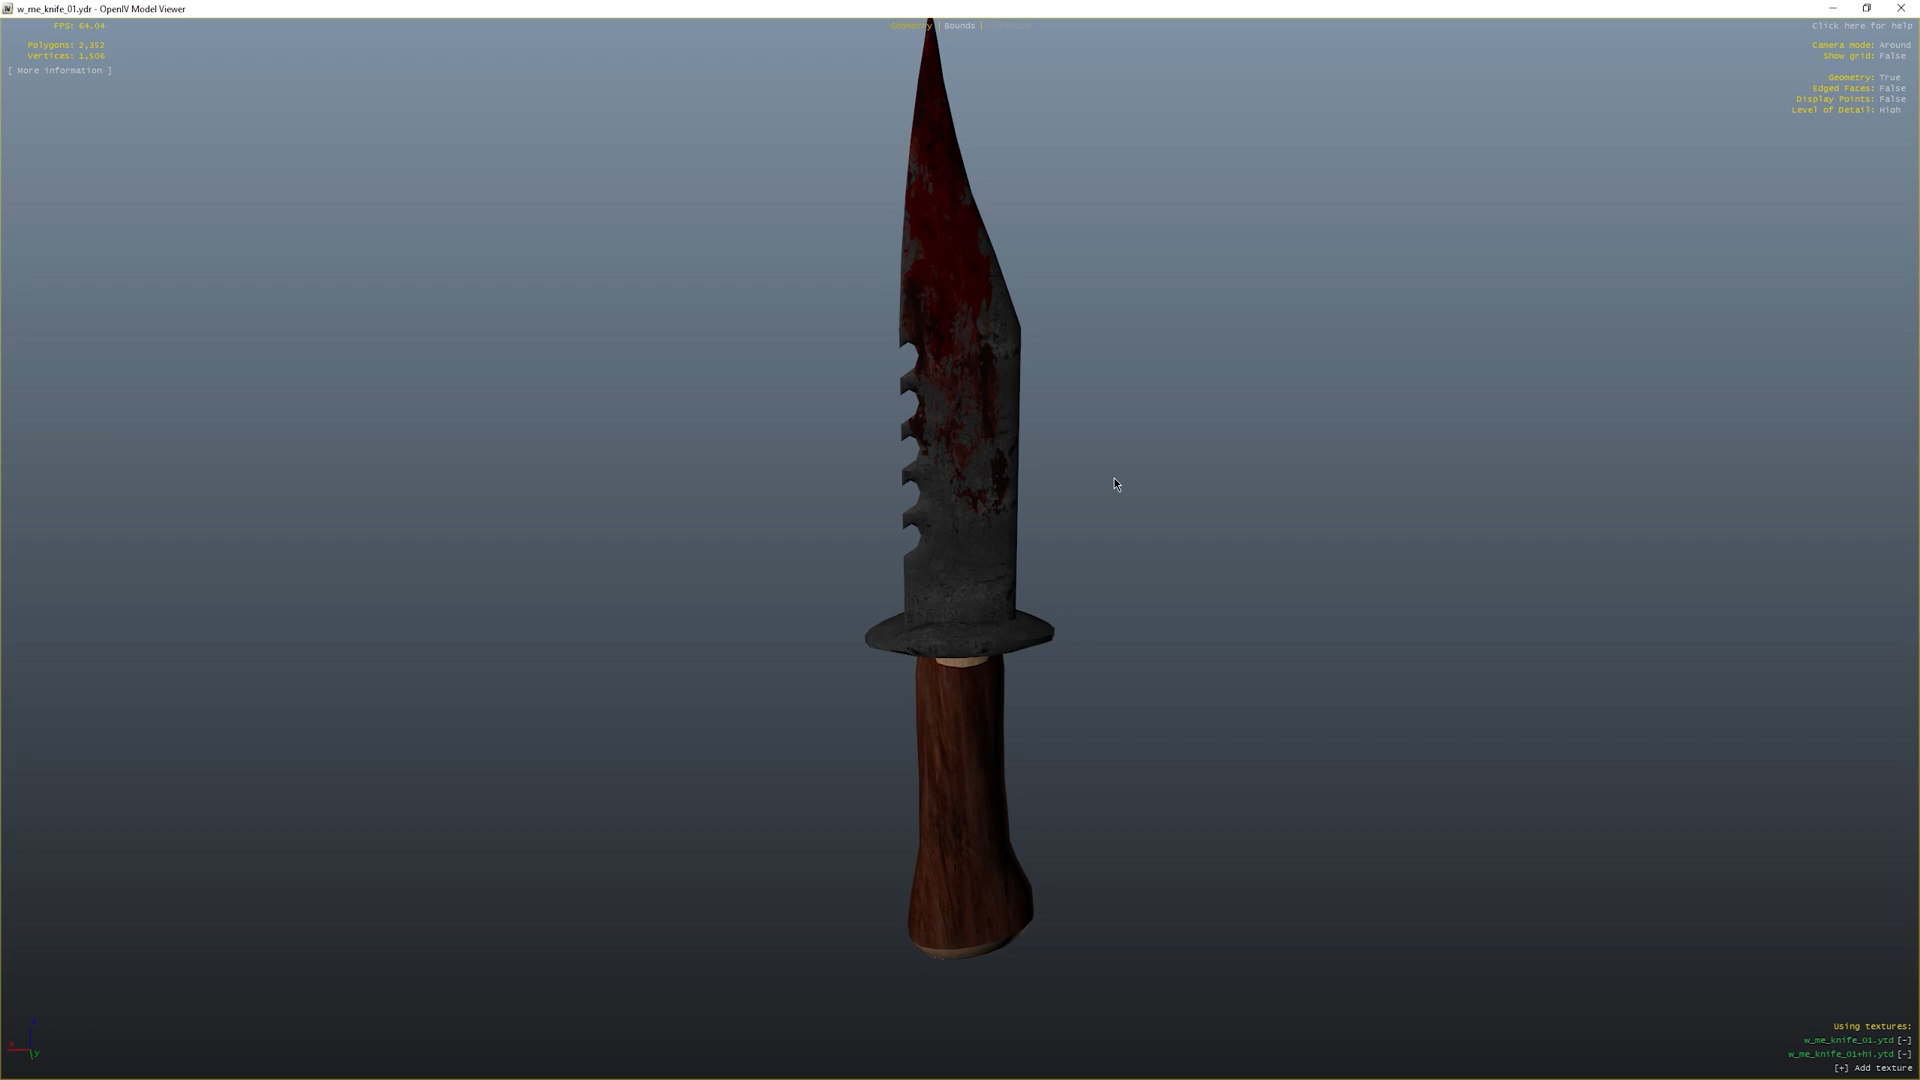 w_me_knife_01.ydr - OpenIV Model Viewer
FPS: 64.04
Geometry | Bounds |
Click here for help
Polygons: 2,352
Vertices: 1,506
[ More information ]
Camera mode: Around
Show grid: False
Geometry: True
Edged Faces: False
Display Points: False
Level of Detail: High
z
x
y
Using textures:
w_me_knife_01.ytd [-]
w_me_knife_01+hi.ytd [-]
[+] Add texture